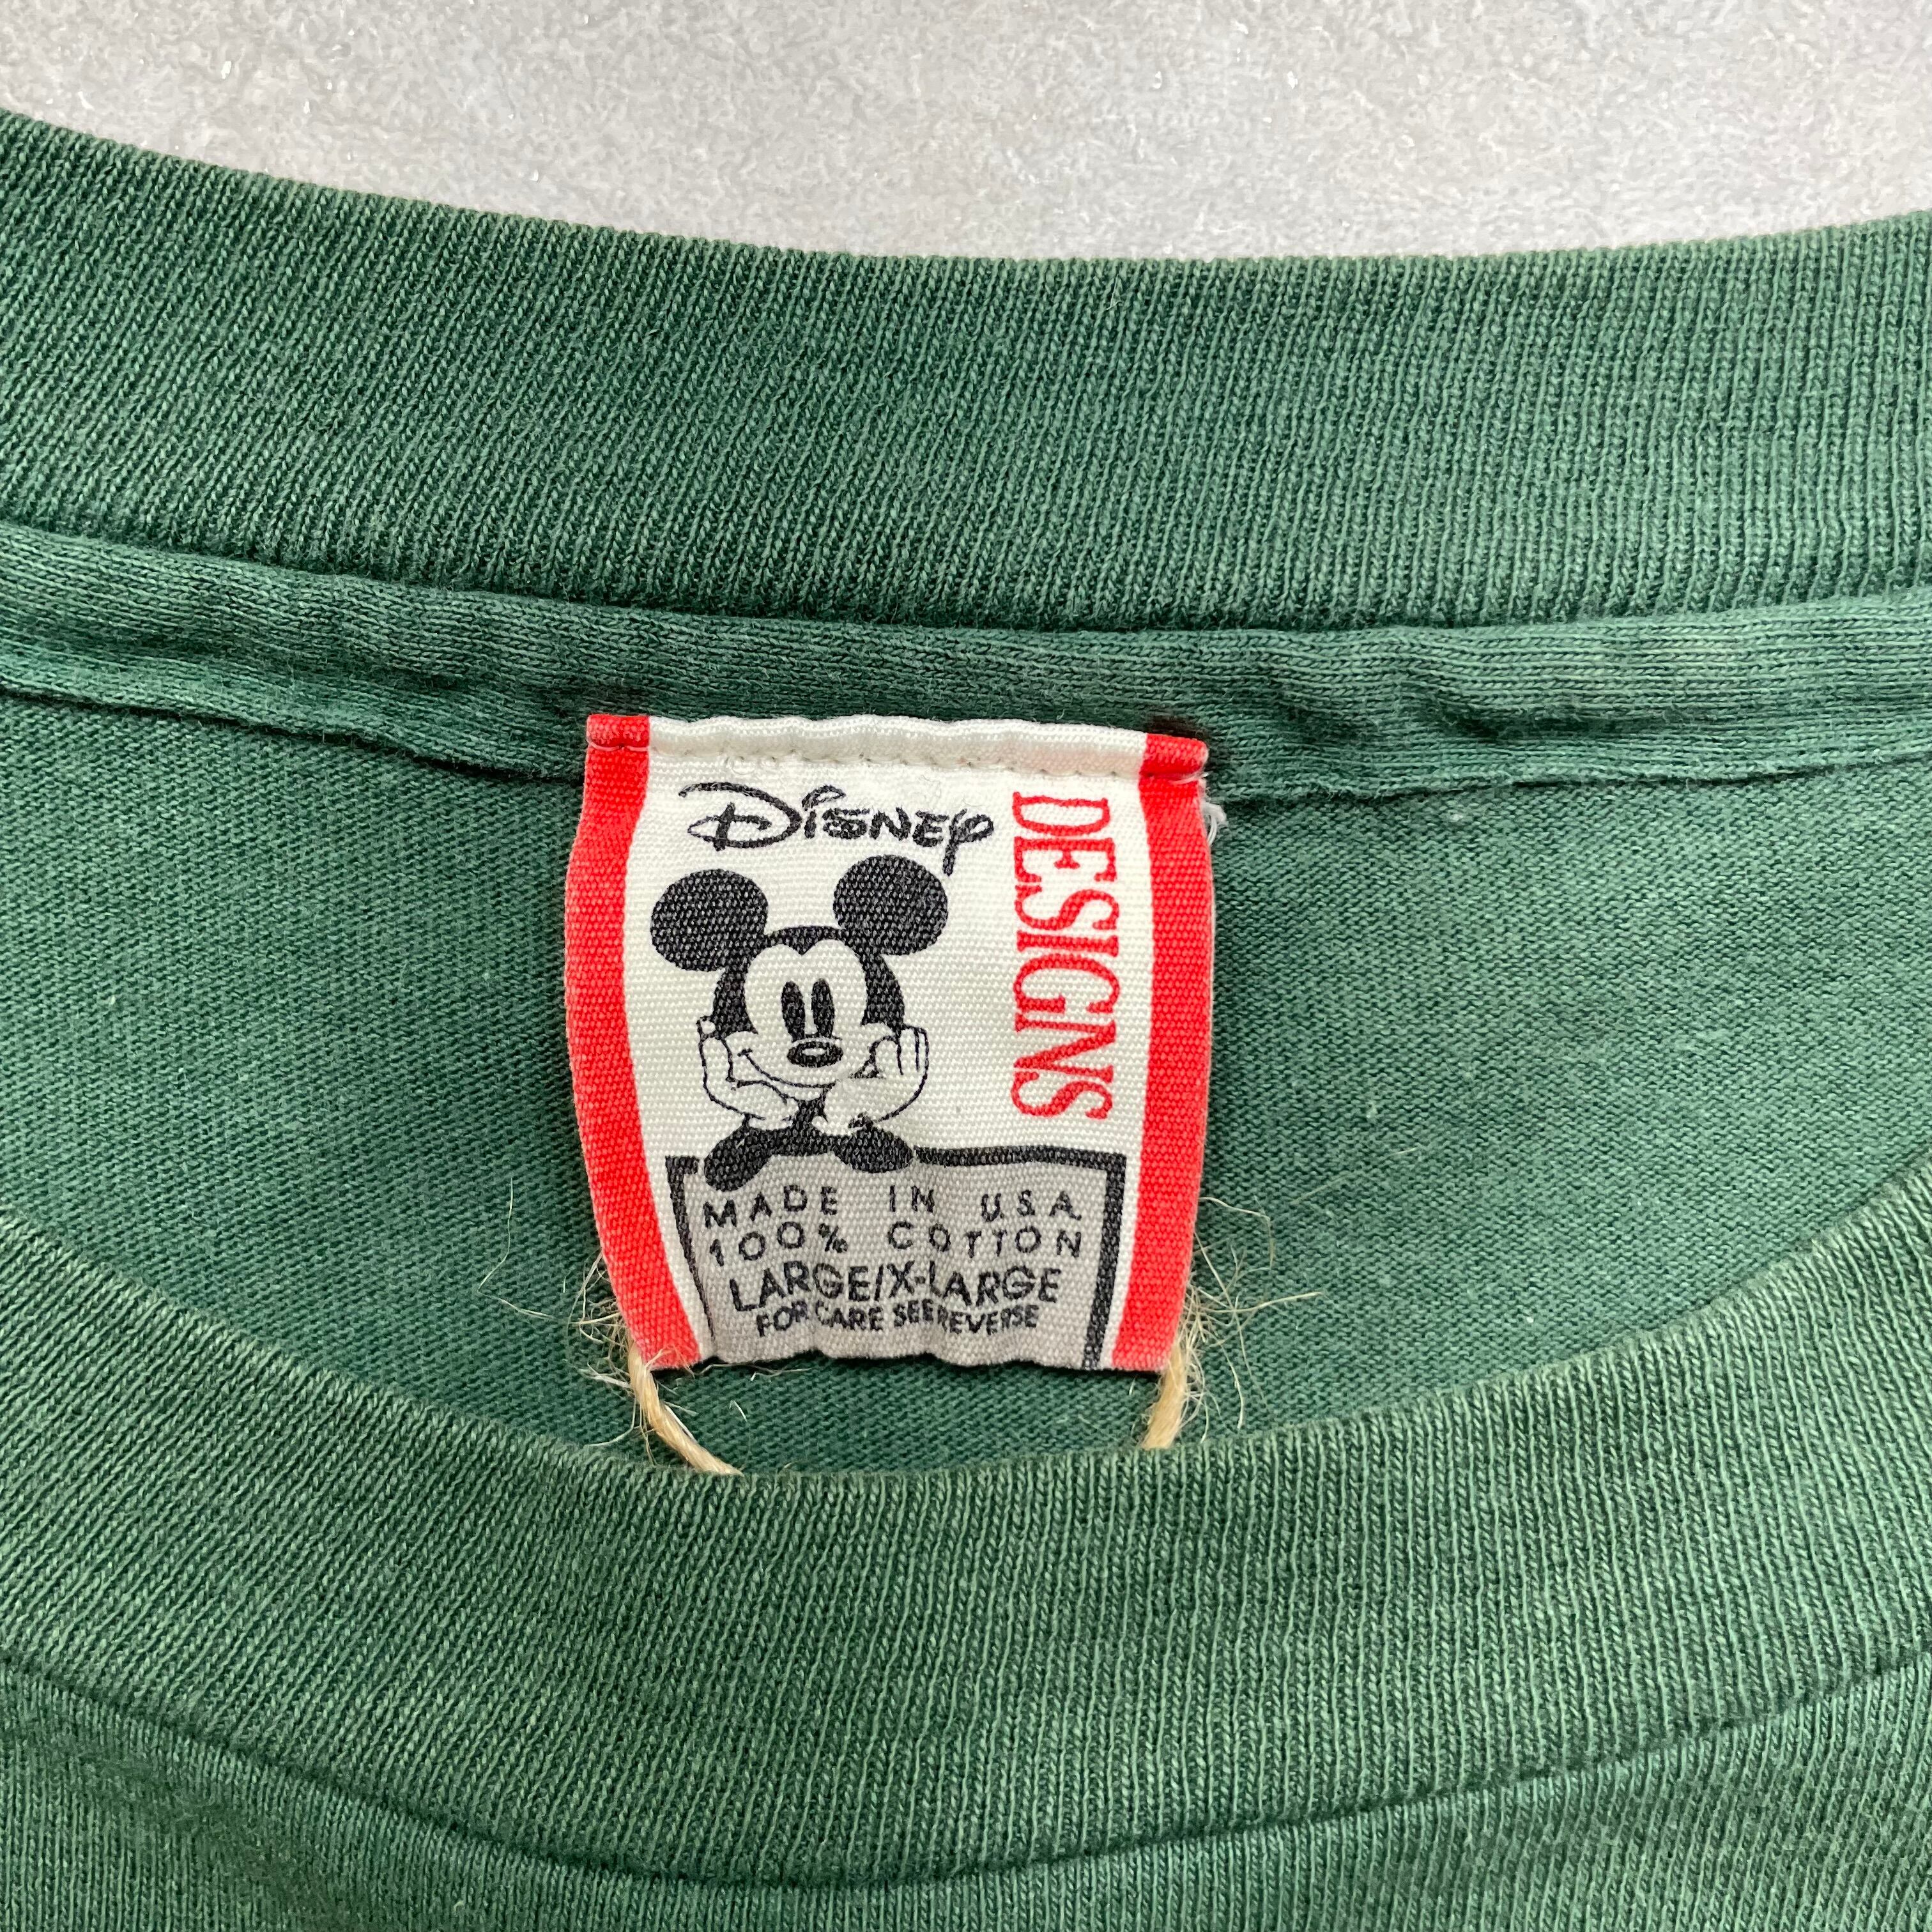 Disney
DESIGNS
MADE IN U.S.A.
100% COTTON
LARGE/X-LARGE
FOR CARE SEE REVERSE